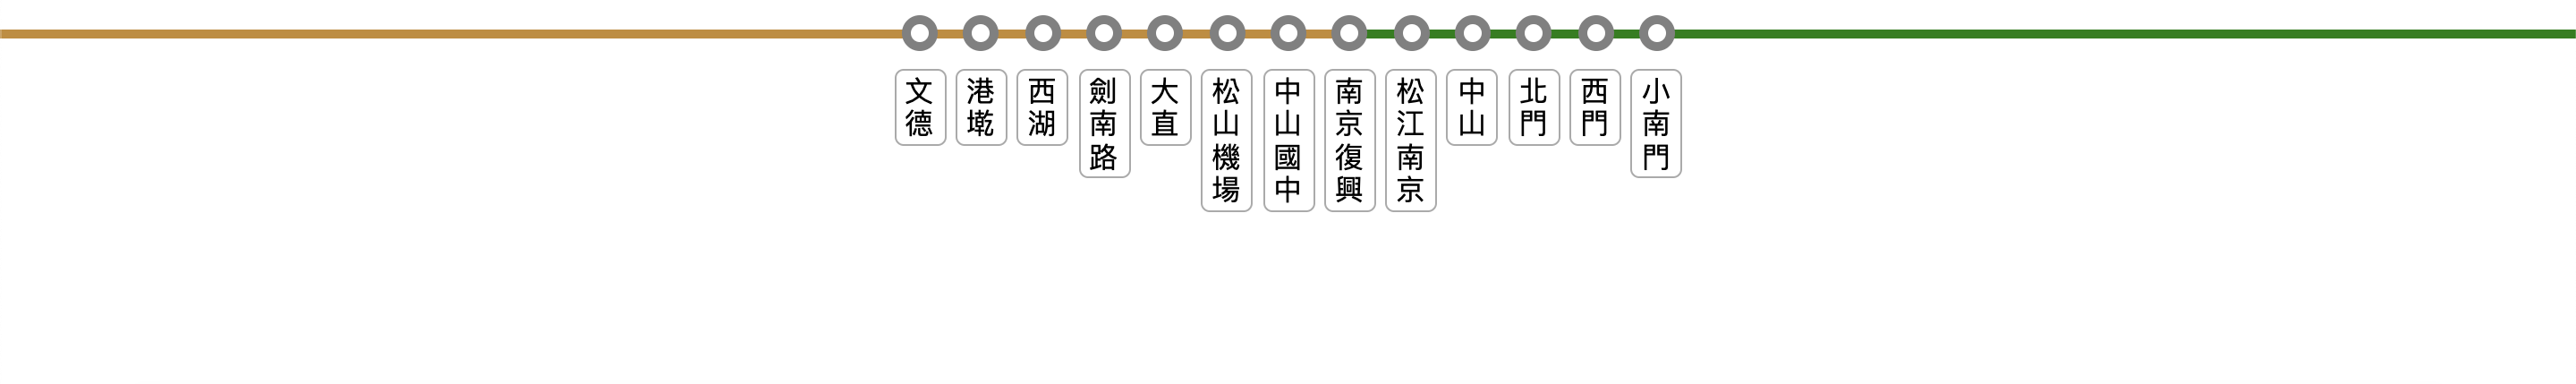 文德
港墘
西湖
劍南路
大直
松山機場
中山國中
南京復興
松江南京
中山
北門
西門
小南門